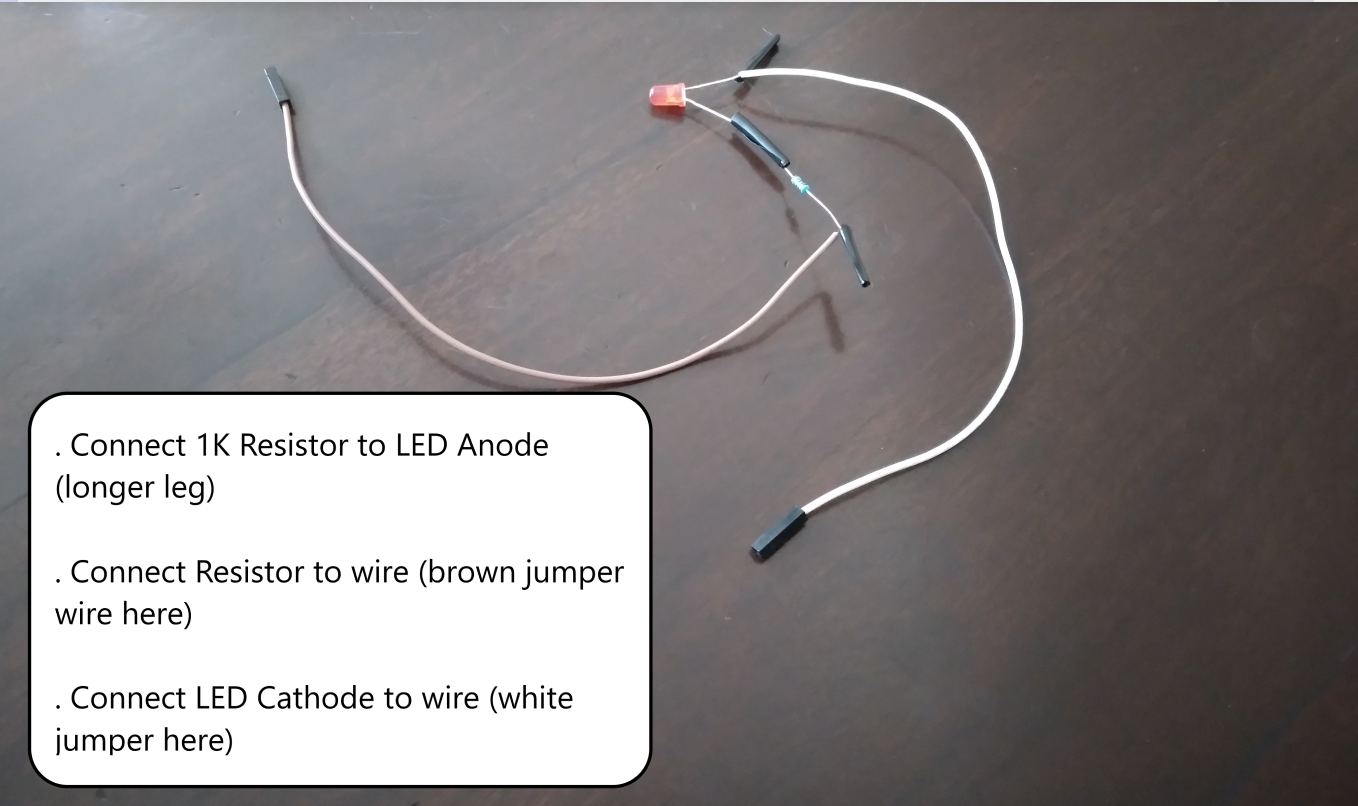 . Connect 1K Resistor to LED Anode
(longer leg)
. Connect Resistor to wire (brown jumper
wire here)
. Connect LED Cathode to wire (white
jumper here)